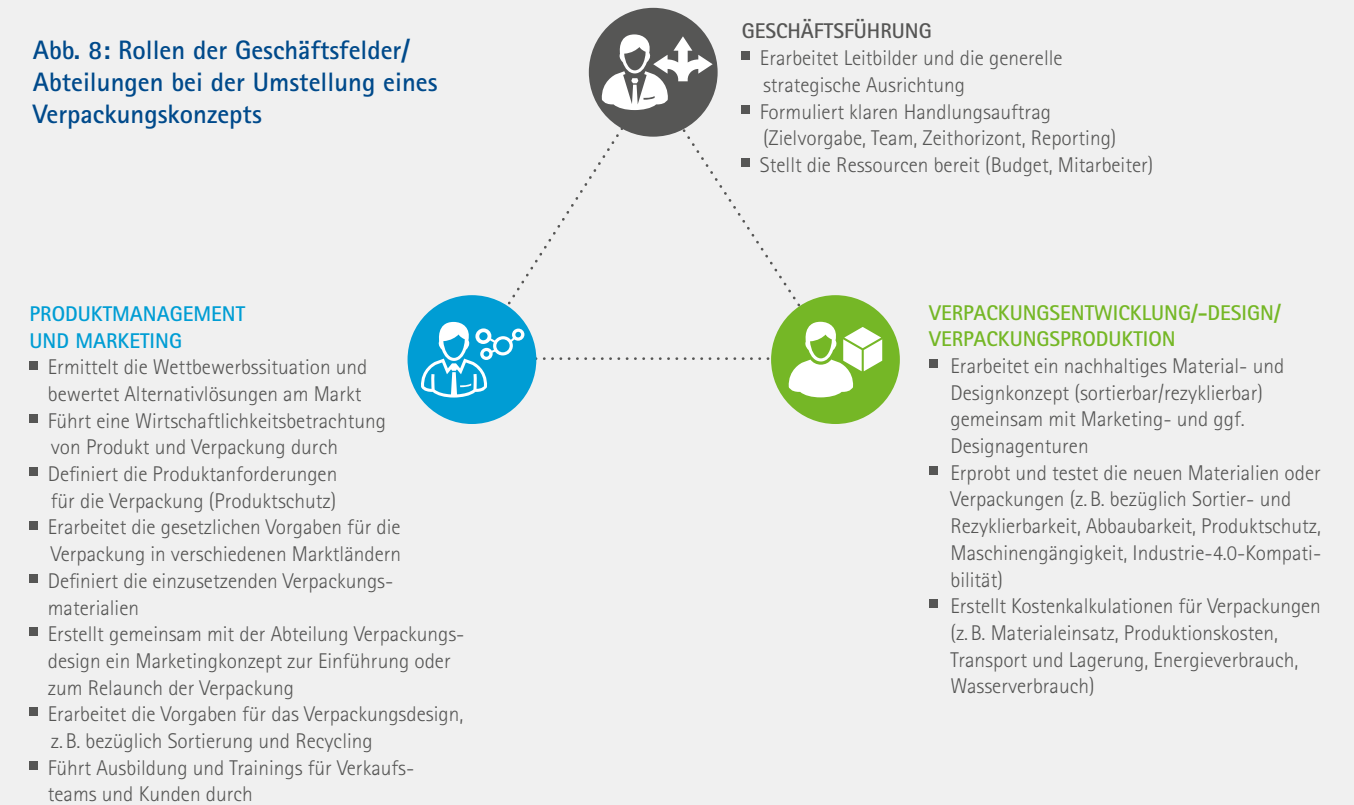 Abb. 8: Rollen der Geschäftsfelder/
Abteilungen bei der Umstellung eines
Verpackungskonzepts
GESCHÄFTSFÜHRUNG
■ Erarbeitet Leitbilder und die generelle
strategische Ausrichtung
■ Formuliert klaren Handlungsauftrag
(Zielvorgabe, Team, Zeithorizont, Reporting)
■ Stellt die Ressourcen bereit (Budget, Mitarbeiter)
PRODUKTMANAGEMENT
UND MARKETING
■ Ermittelt die Wettbewerbssituation und
bewertet Alternativlösungen am Markt
■ Führt eine Wirtschaftlichkeitsbetrachtung
von Produkt und Verpackung durch
■ Definiert die Produktanforderungen
für die Verpackung (Produktschutz)
■ Erarbeitet die gesetzlichen Vorgaben für die
Verpackung in verschiedenen Marktländern
■ Definiert die einzusetzenden Verpackungs-
materialien
■ Erstellt gemeinsam mit der Abteilung Verpackungs-
design ein Marketingkonzept zur Einführung oder
zum Relaunch der Verpackung
■ Erarbeitet die Vorgaben für das Verpackungsdesign,
z. B. bezüglich Sortierung und Recycling
■ Führt Ausbildung und Trainings für Verkaufs-
teams und Kunden durch
VERPACKUNGSENTWICKLUNG/-DESIGN/
VERPACKUNGSPRODUKTION
■ Erarbeitet ein nachhaltiges Material- und
Designkonzept (sortierbar/rezyklierbar)
gemeinsam mit Marketing- und ggf.
Designagenturen
■ Erprobt und testet die neuen Materialien oder
Verpackungen (z. B. bezüglich Sortier- und
Rezyklierbarkeit, Abbaubarkeit, Produktschutz,
Maschinengängigkeit, Industrie-4.0-Kompati-
bilität)
■ Erstellt Kostenkalkulationen für Verpackungen
(z. B. Materialeinsatz, Produktionskosten,
Transport und Lagerung, Energieverbrauch,
Wasserverbrauch)